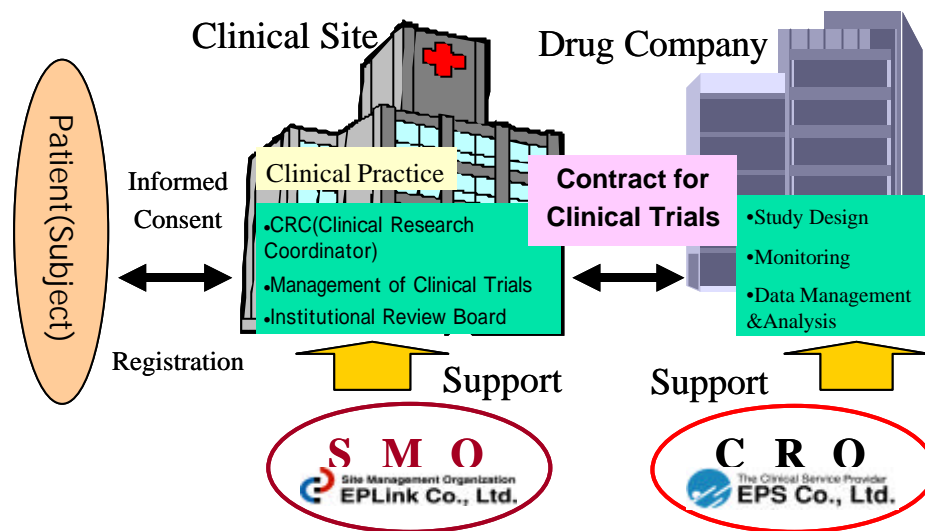 Clinical Site
Drug Company
Patient(Subject)
Informed
Consent
Registration
Clinical Practice
•CRC(Clinical Research
Coordinator)
•Management of Clinical Trials
•Institutional Review Board
Contract for
Clinical Trials
•Study Design
•Monitoring
•Data Management
&Analysis
Support
Support
S M O
Site Management Organization
EPLink Co., Ltd.
C R O
The Clinical Service Provider
EPS Co., Ltd.